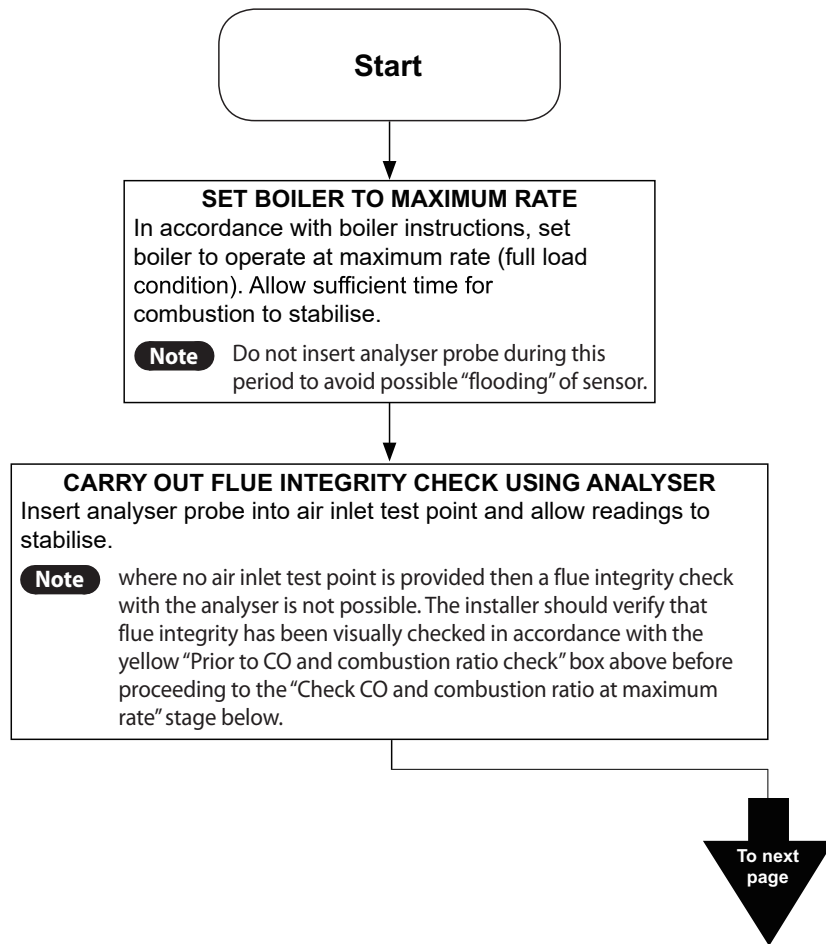 Start
SET BOILER TO MAXIMUM RATE
In accordance with boiler instructions, set
boiler to operate at maximum rate (full load
condition). Allow sufficient time for
combustion to stabilise.
Note Do not insert analyser probe during this
period to avoid possible “flooding” of sensor.
CARRY OUT FLUE INTEGRITY CHECK USING ANALYSER
Insert analyser probe into air inlet test point and allow readings to
stabilise.
Note where no air inlet test point is provided then a flue integrity check
with the analyser is not possible. The installer should verify that
flue integrity has been visually checked in accordance with the
yellow “Prior to CO and combustion ratio check” box above before
proceeding to the “Check CO and combustion ratio at maximum
rate” stage below.
To next
page